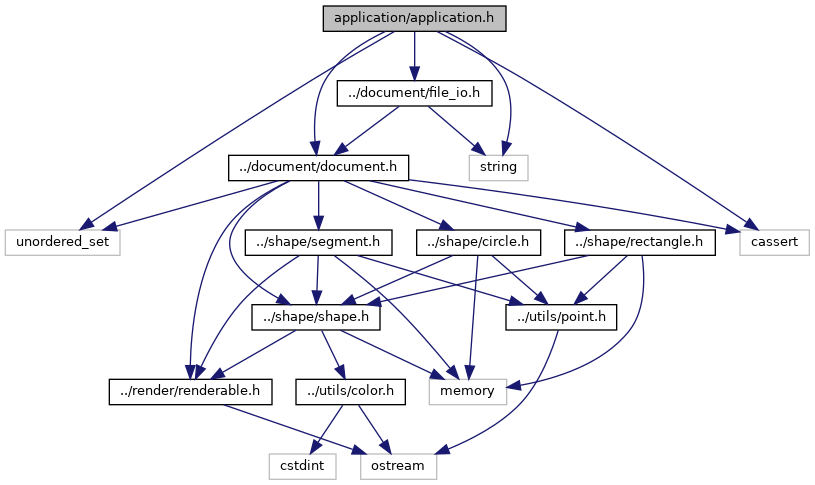 application/application.h
../document/file_io.h
../document/document.h
string
unordered_set
../shape/segment.h
../shape/circle.h
../shape/rectangle.h
cassert
../shape/shape.h
../utils/point.h
../render/renderable.h
../utils/color.h
memory
cstdint
ostream